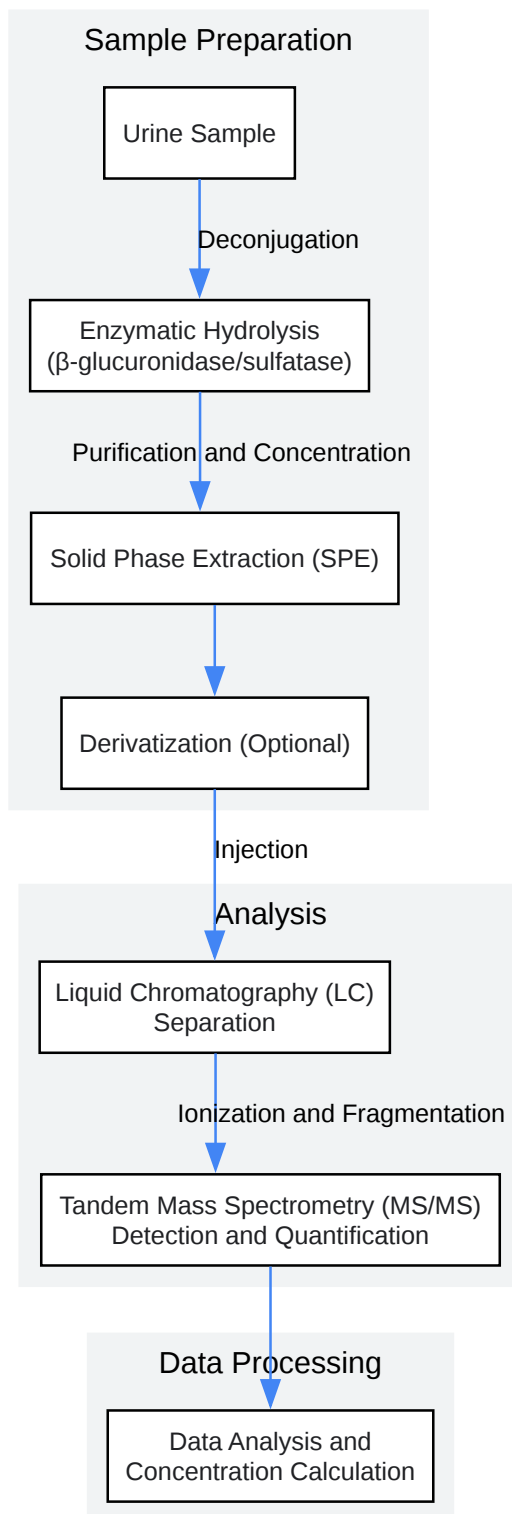 Sample Preparation
Urine Sample
Deconjugation
Enzymatic Hydrolysis
(β-glucuronidase/sulfatase)
Purification and Concentration
Solid Phase Extraction (SPE)
Derivatization (Optional)
Injection
Analysis
Liquid Chromatography (LC)
Separation
Ionization and Fragmentation
Tandem Mass Spectrometry (MS/MS)
Detection and Quantification
Data Processing
Data Analysis and
Concentration Calculation